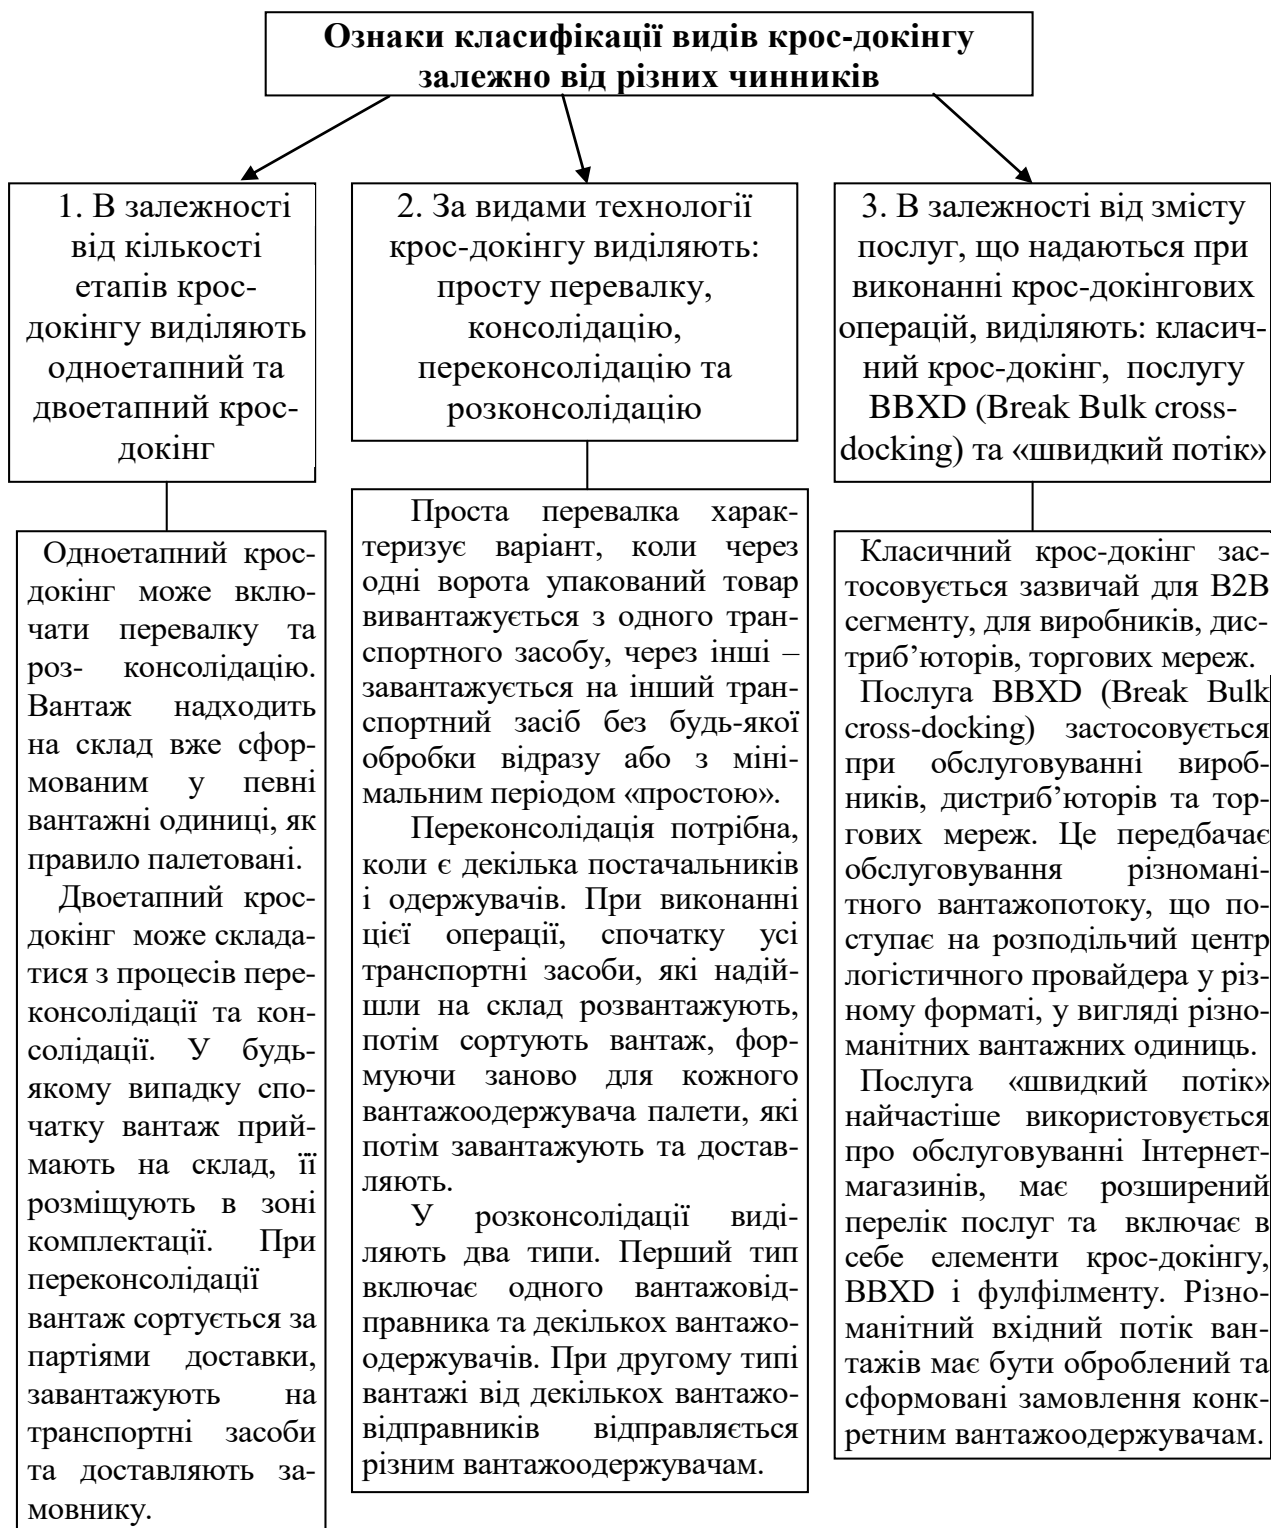 Ознаки класифікації видів крос-докінгу
залежно від різних чинників
1. В залежності
від кількості
етапів крос-
докінгу виділяють
одноетапний та
двоетапний крос-
докінг
2. За видами технології
крос-докінгу виділяють:
просту перевалку,
консолідацію,
переконсолідацію та
розконсолідацію
3. В залежності від змісту
послуг, що надаються при
виконанні крос-докінгових
операцій, виділяють: класич-
ний крос-докінг, послугу
BBXD (Break Bulk cross-
docking) та «швидкий потік»
Одноетапний крос-
докінг може вклю-
чати перевалку та
роз- консолідацію.
Вантаж надходить
на склад вже сфор-
мованим у певні
вантажні одиниці, як
правило палетовані.
Двоетапний крос-
докінг може склада-
тися з процесів пере-
консолідації та кон-
солідації. У будь-
якому випадку спо-
чатку вантаж прий-
мають на склад, її
розміщують в зоні
комплектації. При
переконсолідації
вантаж сортується за
партіями доставки,
завантажують на
транспортні засоби
та доставляють за-
мовнику.
Проста перевалка харак-
теризує варіант, коли через
одні ворота упакований товар
вивантажується з одного тран-
спортного засобу, через інші –
завантажується на інший тран-
спортний засіб без будь-якої
обробки відразу або з міні-
мальним періодом «простою».
Переконсолідація потрібна,
коли є декілька постачальників
і одержувачів. При виконанні
цієї операції, спочатку усі
транспортні засоби, які надій-
шли на склад розвантажують,
потім сортують вантаж, фор-
муючи заново для кожного
вантажоодержувача палети, які
потім завантажують та достав-
ляють.
У розконсолідації виді-
ляють два типи. Перший тип
включає одного вантажовід-
правника та декількох вантажо-
одержувачів. При другому типі
вантажі від декількох вантажо-
відправників відправляється
різним вантажоодержувачам.
Класичний крос-докінг зас-
тосовується зазвичай для B2B
сегменту, для виробників, дис-
триб’юторів, торгових мереж.
Послуга BBXD (Break Bulk
cross-docking) застосовується
при обслуговуванні вироб-
ників, дистриб’юторів та тор-
гових мереж. Це передбачає
обслуговування різномані-
тного вантажопотоку, що по-
ступає на розподільчий центр
логістичного провайдера у різ-
ному форматі, у вигляді різно-
манітних вантажних одиниць.
Послуга «швидкий потік»
найчастіше використовується
про обслуговуванні Інтернет-
магазинів, має розширений
перелік послуг та включає в
себе елементи крос-докінгу,
BBXD і фулфілменту. Різно-
манітний вхідний потік ван-
тажів має бути оброблений та
сформовані замовлення конк-
ретним вантажоодержувачам.